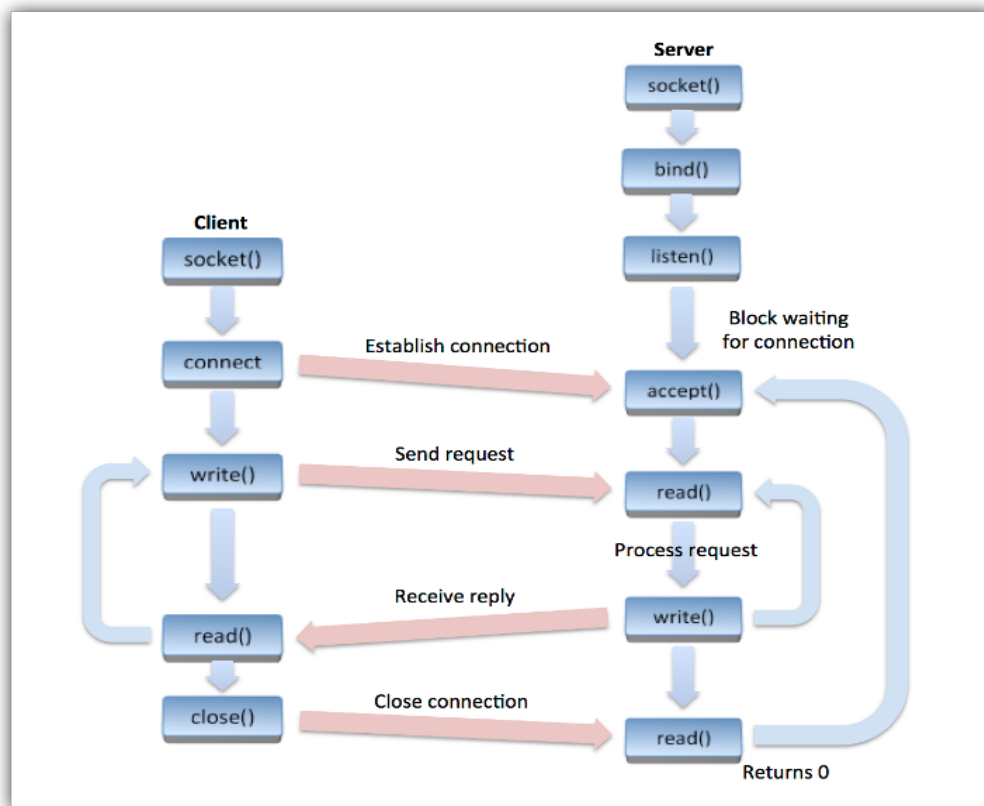 Server
socket()
bind()
Client
socket()
listen()
Block waiting
for connection
Establish connection
connect
accept()
Send request
write()
read()
Process request
Receive reply
write()
read()
Close connection
close()
read()
Returns 0